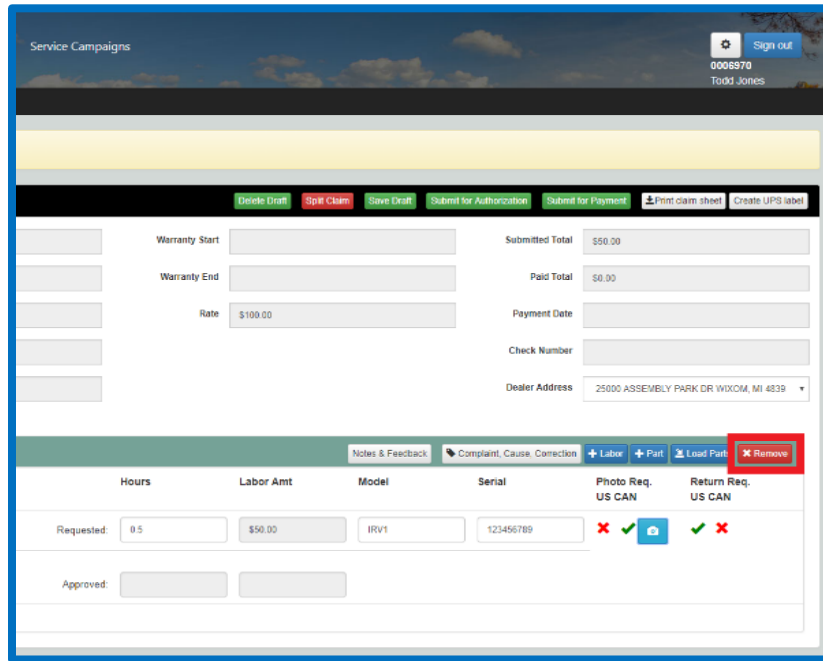 Service Campaigns
Sign out
0006970
Todd Jones
Delete Draft Split Claim Save Draft Submit for Authorization Submit for Payment Print claim sheet Create UPS label
Warranty Start Submitted Total $50.00
Warranty End Paid Total $0.00
Rate $100.00 Payment Date
Check Number
Dealer Address 25000 ASSEMBLY PARK DR WIXOM, MI 4839
Notes & Feedback Complaint, Cause, Correction + Labor + Part Load Parts Remove
Hours Labor Amt Model Serial Photo Req. Return Req.
US CAN US CAN
Requested: 0.5 $50.00 IRV1 123456789
Approved: